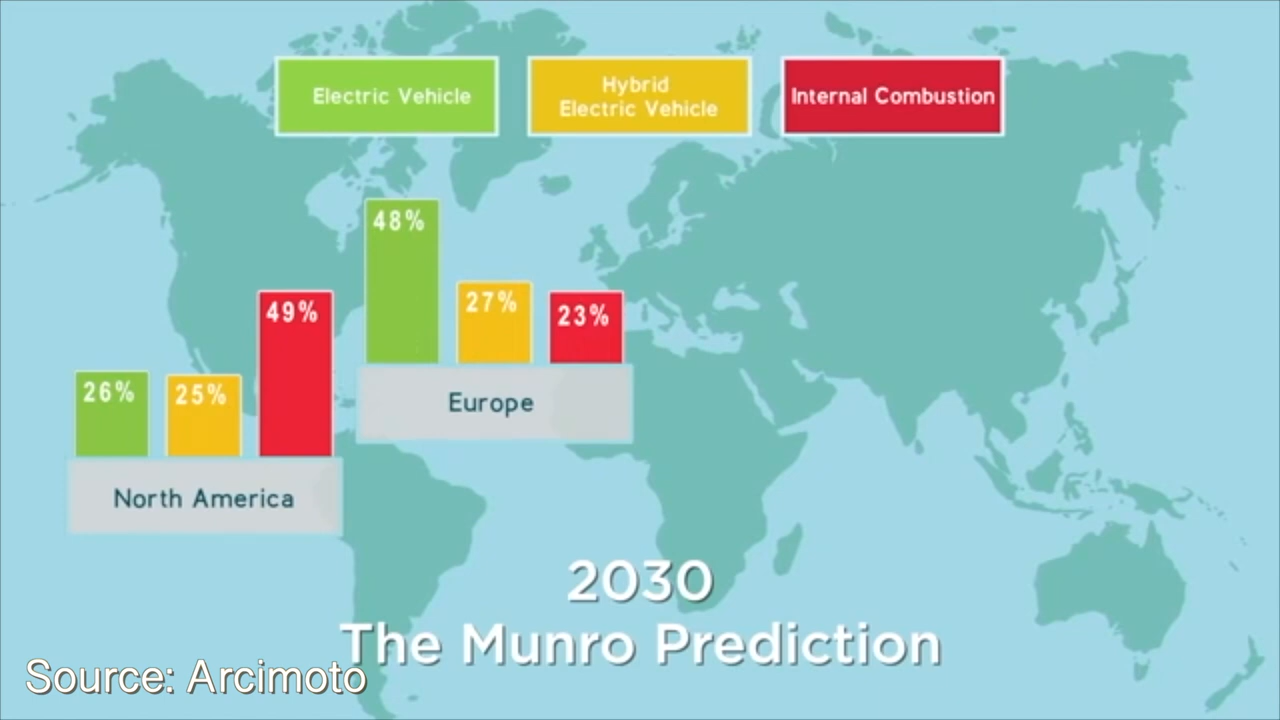 Electric Vehicle
Hybrid
Electric Vehicle
Internal Combustion
48%
27%
23%
Europe
26%
25%
49%
North America
2030
The Munro Prediction
Source: Arcimoto